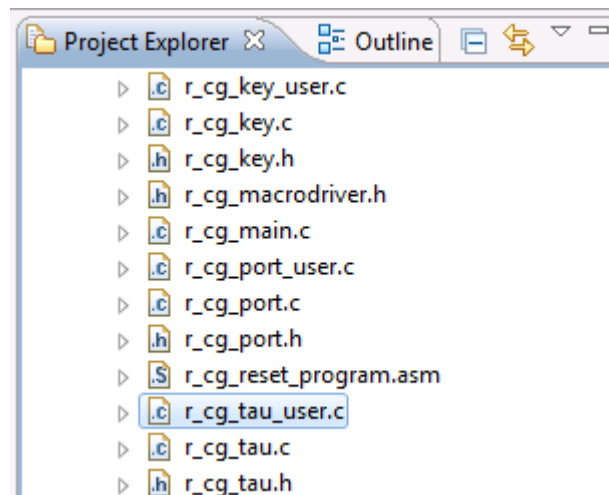 Project Explorer Outline
.c r_cg_key_user.c
.c r_cg_key.c
.h r_cg_key.h
.h r_cg_macrodriver.h
.c r_cg_main.c
.c r_cg_port_user.c
.c r_cg_port.c
.h r_cg_port.h
.S r_cg_reset_program.asm
.c r_cg_tau_user.c
.c r_cg_tau.c
.h r_cg_tau.h